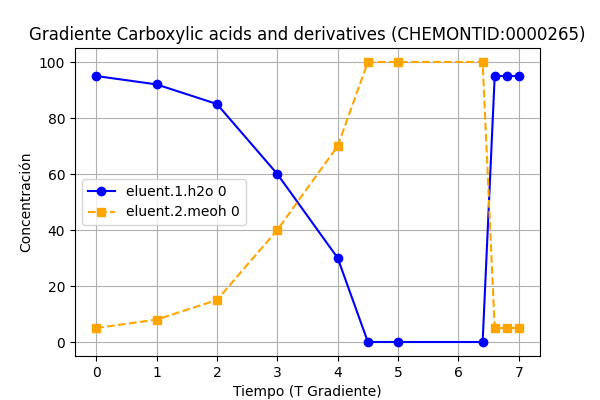 Gradiente Carboxylic acids and derivatives (CHEMONTID:0000265)
100
80
60
40
20
0
Concentración
eluent.1.h2o 0
eluent.2.meoh 0
0 1 2 3 4 5 6 7
Tiempo (T Gradiente)